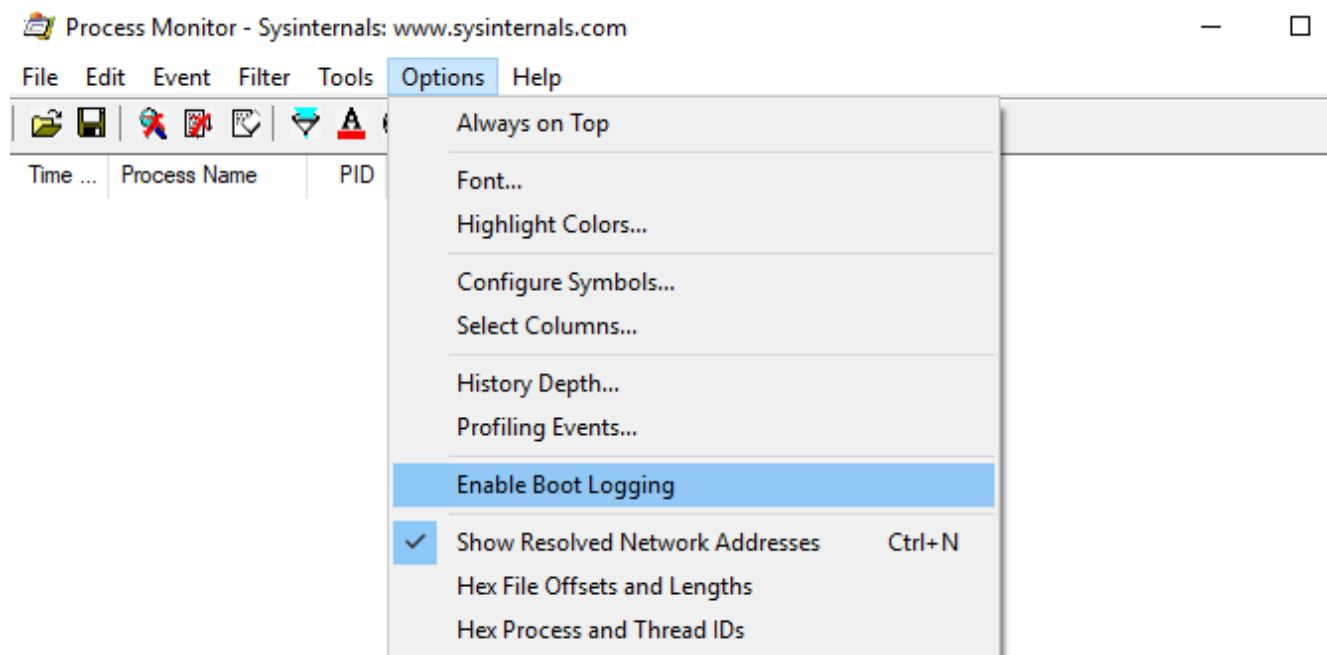 Process Monitor - Sysinternals: www.sysinternals.com
File Edit Event Filter Tools Options Help
Always on Top
Time ... Process Name PID
Font...
Highlight Colors...
Configure Symbols...
Select Columns...
History Depth...
Profiling Events...
Enable Boot Logging
Show Resolved Network Addresses Ctrl+N
Hex File Offsets and Lengths
Hex Process and Thread IDs